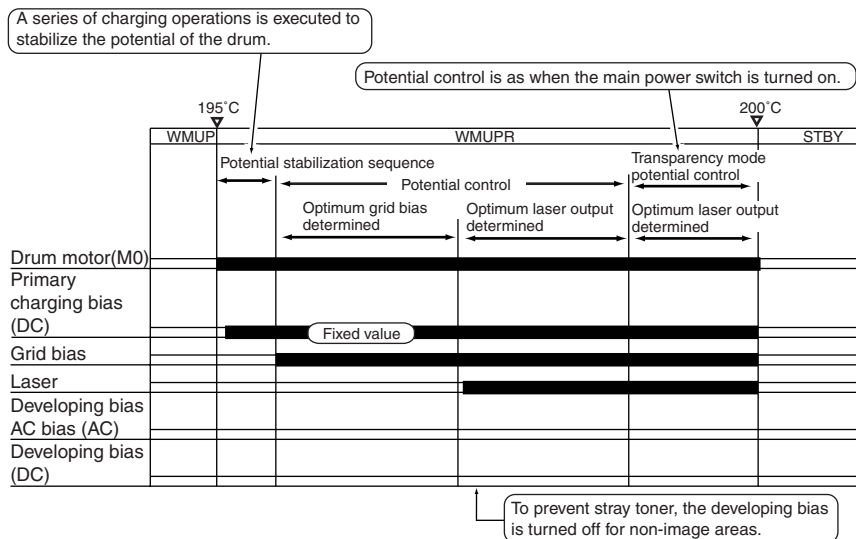 A series of charging operations is executed to
stabilize the potential of the drum.
Potential control is as when the main power switch is turned on.
195˚C
200˚C
WMUP
WMUPR
STBY
Potential stabilization sequence
Transparency mode
potential control
Potential control
Optimum grid bias
determined
Optimum laser output
determined
Optimum laser output
determined
Drum motor(M0)
Primary
charging bias
(DC)
Fixed value
Grid bias
Laser
Developing bias
AC bias (AC)
Developing bias
(DC)
To prevent stray toner, the developing bias
is turned off for non-image areas.